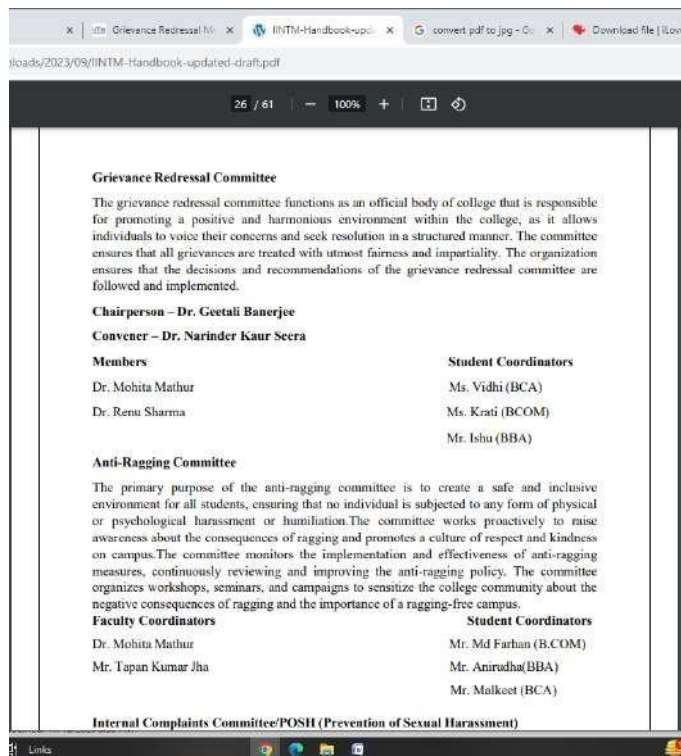 Grievance Redressal M
IINTM-Handbook-upd
convert pdf to jpg - Go
Download file | iLov
loads/2023/09/IINTM-Handbook-updated-draft.pdf
26 / 61 — 100% +
Grievance Redressal Committee
The grievance redressal committee functions as an official body of college that is responsible
for promoting a positive and harmonious environment within the college, as it allows
individuals to voice their concerns and seek resolution in a structured manner. The committee
ensures that all grievances are treated with utmost fairness and impartiality. The organization
ensures that the decisions and recommendations of the grievance redressal committee are
followed and implemented.
Chairperson – Dr. Geetali Banerjee
Convener – Dr. Narinder Kaur Seera
Members Student Coordinators
Dr. Mohita Mathur Ms. Vidhi (BCA)
Dr. Renu Sharma Ms. Krati (BCOM)
Mr. Ishu (BBA)
Anti-Ragging Committee
The primary purpose of the anti-ragging committee is to create a safe and inclusive
environment for all students, ensuring that no individual is subjected to any form of physical
or psychological harassment or humiliation.The committee works proactively to raise
awareness about the consequences of ragging and promotes a culture of respect and kindness
on campus.The committee monitors the implementation and effectiveness of anti-ragging
measures, continuously reviewing and improving the anti-ragging policy. The committee
organizes workshops, seminars, and campaigns to sensitize the college community about the
negative consequences of ragging and the importance of a ragging-free campus.
Faculty Coordinators Student Coordinators
Dr. Mohita Mathur Mr. Md Farhan (B.COM)
Mr. Tapan Kumar Jha Mr. Anirudha(BBA)
Mr. Malkeet (BCA)
Internal Complaints Committee/POSH (Prevention of Sexual Harassment)
Links